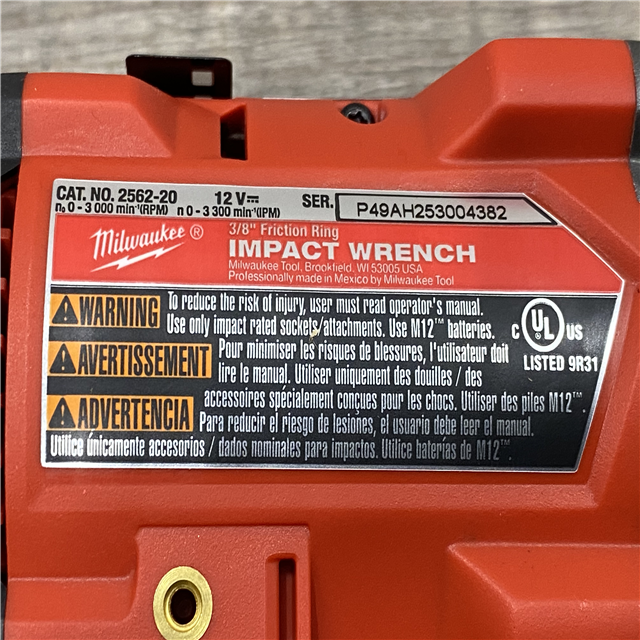 CAT. NO. 2562-20 12 V⎓ SER. P49AH253004382
n₀ 0 - 3 000 min⁻¹(RPM) n 0 - 3 300 min⁻¹(IPM)
Milwaukee ®
3/8" Friction Ring
IMPACT WRENCH
Milwaukee Tool, Brookfield, WI 53005 USA
Professionally made in Mexico by Milwaukee Tool
WARNING To reduce the risk of injury, user must read operator's manual.
Use only impact rated sockets/attachments. Use M12™ batteries.
C UL US
LISTED 9R31
AVERTISSEMENT Pour minimiser les risques de blessures, l'utilisateur doit
lire le manual. Utiliser uniquement des douilles / des
accessoires spécialement conçues pour les chocs. Utiliser des piles M12™.
ADVERTENCIA Para reducir el riesgo de lesiones, el usuario debe leer el manual.
Utilice únicamente accesorios / dados nominales para impactos. Utilice baterías de M12™.